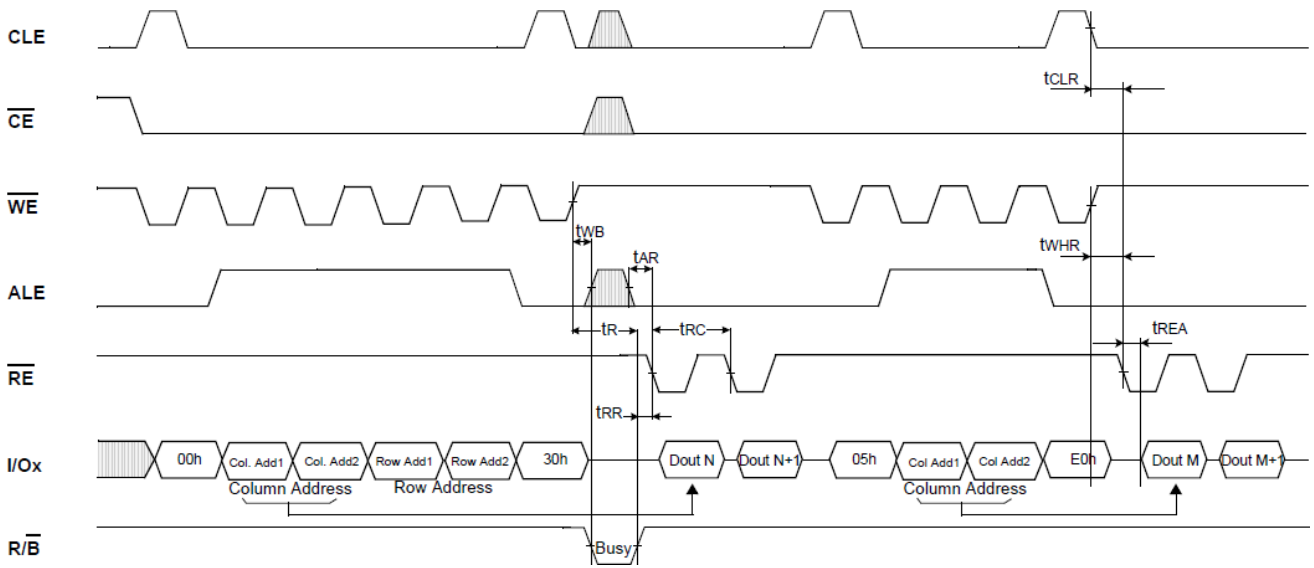 CLE
tCLR
CE
WE
tWB
tWHR
tAR
ALE
tR
tRC
tREA
RE
tRR
I/Ox
00h Col. Add1 Col. Add2 Row Add1 Row Add2 30h Dout N Dout N+1 05h Col Add1 Col Add2 E0h Dout M Dout M+1
Column Address Row Address Column Address
R/B
Busy